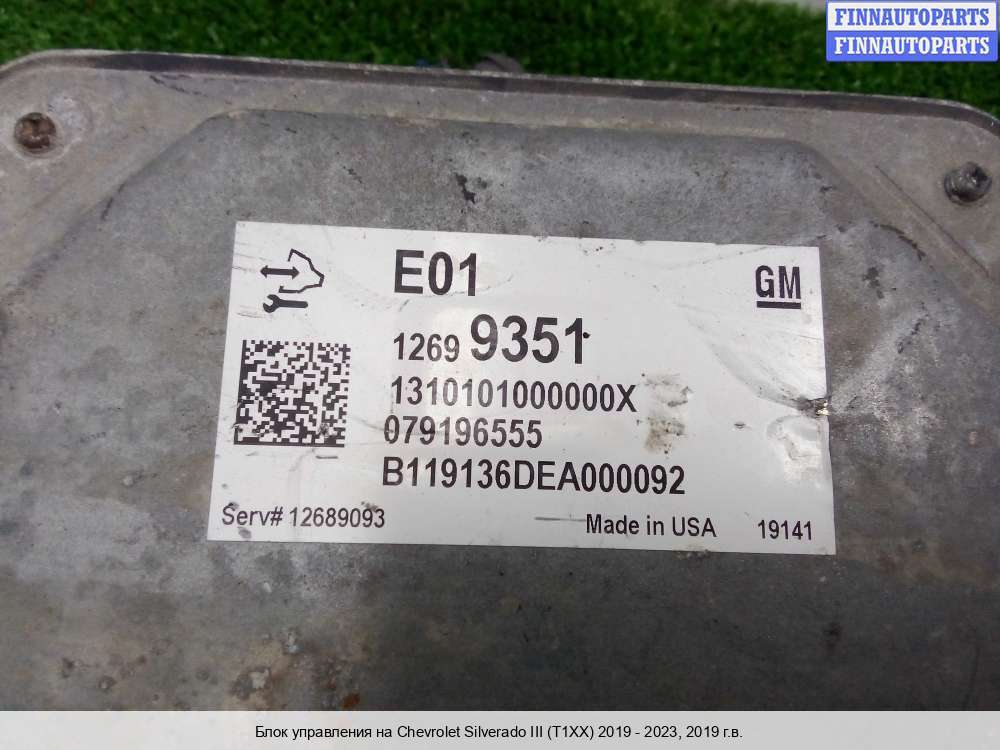 FINNAUTOPARTS
FINNAUTOPARTS
E01
GM
1269 9351
1310101000000X
079196555
B119136DEA000092
Serv# 12689093
Made in USA
19141
Блок управления на Chevrolet Silverado III (T1XX) 2019 - 2023, 2019 г.в.